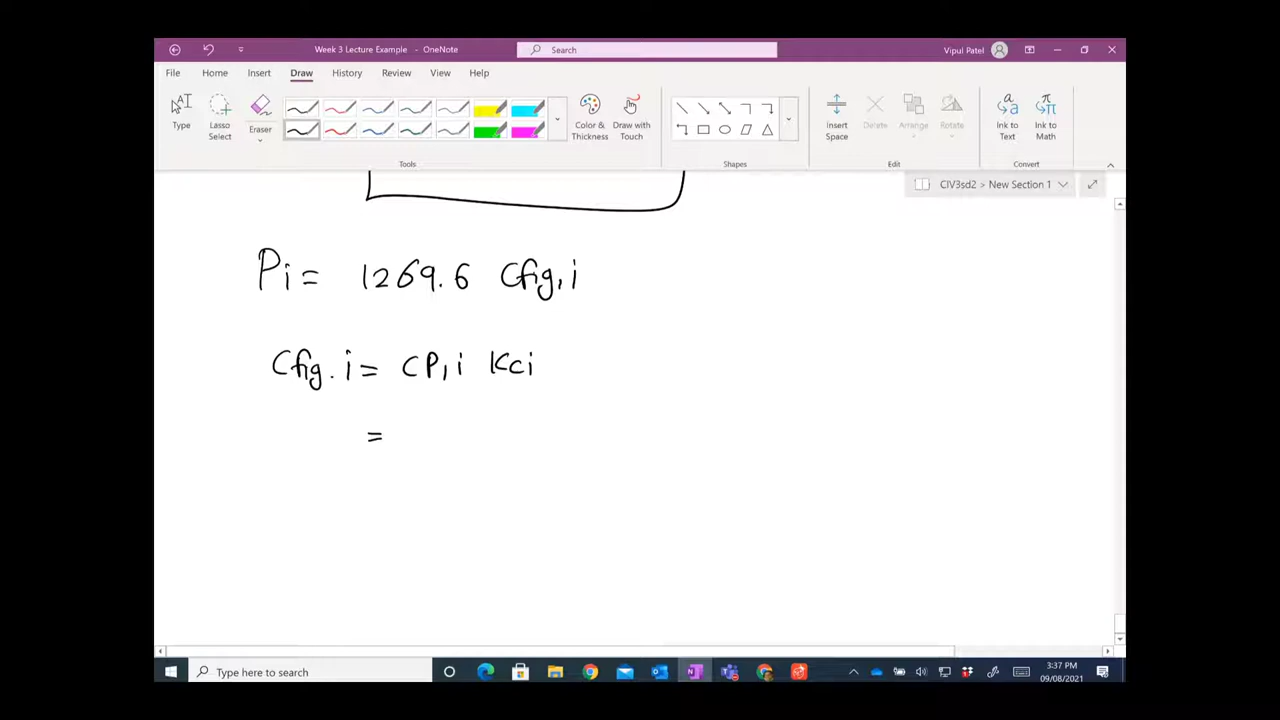 Week 3 Lecture Example - OneNote
Search
Vipul Patel
File Home Insert Draw History Review View Help
Type
Lasso Select
Eraser
Color & Thickness
Draw with Touch
Insert Space
Delete
Arrange
Rotate
Ink to Text
Ink to Math
Tools
Shapes
Edit
Convert
CIV3sd2 > New Section 1
Pi = 1269.6 Cfig,i
Cfig.i = CP,i Kci
=
Type here to search
3:37 PM
09/08/2021